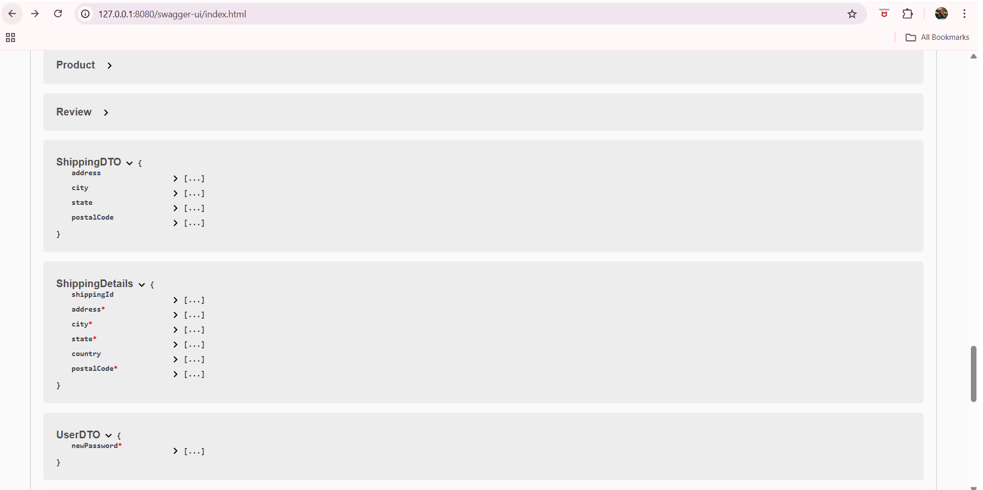 127.0.0.1:8080/swagger-ui/index.html
All Bookmarks
Product
Review
ShippingDTO {
address [...]
city [...]
state [...]
postalCode [...]
}
ShippingDetails {
shippingId [...]
address* [...]
city* [...]
state* [...]
country [...]
postalCode* [...]
}
UserDTO {
newPassword* [...]
}